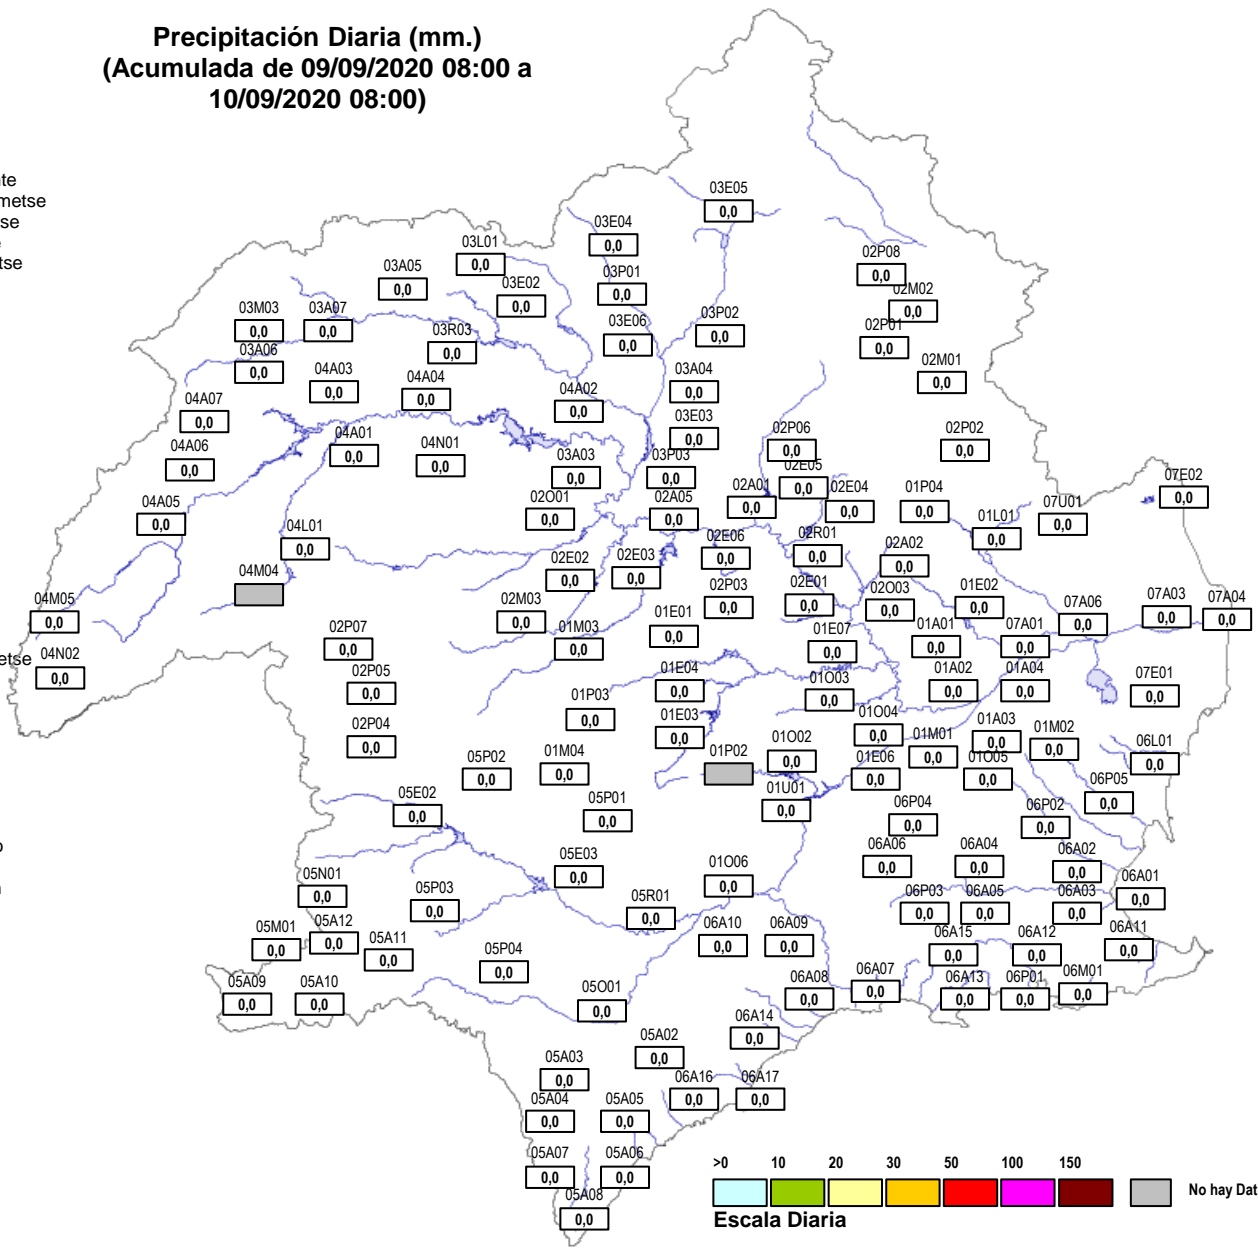 Precipitación Diaria (mm.)
(Acumulada de 09/09/2020 08:00 a
10/09/2020 08:00)
te
metse
se
tse
etse
03E05
0,0
03E04
0,0
03L01
0,0
02P08
0,0
03A05
0,0
03P01
0,0
03E02
0,0
02M02
0,0
03M03
0,0
03A07
0,0
03P02
0,0
03E06
0,0
02P01
0,0
03R03
0,0
03A06
0,0
02M01
0,0
04A03
0,0
03A04
0,0
04A04
0,0
04A02
0,0
04A07
0,0
03E03
0,0
02P06
0,0
02P02
0,0
04A01
0,0
04N01
0,0
04A06
0,0
03A03
0,0
03P03
0,0
02E05
0,0
07E02
0,0
02A01
0,0
02E04
0,0
01P04
0,0
04A05
0,0
02O01
0,0
02A05
0,0
07U01
0,0
01L01
0,0
04L01
0,0
02E06
0,0
02R01
0,0
02A02
0,0
04M04
02E02
0,0
02E03
0,0
02P03
0,0
02E01
0,0
02O03
0,0
01E02
0,0
07A03
0,0
07A04
0,0
04M05
0,0
02M03
0,0
07A06
0,0
01E01
0,0
02P07
0,0
01M03
0,0
01E07
0,0
01A01
0,0
07A01
0,0
04N02
0,0
02P05
0,0
01E04
0,0
01O03
0,0
01A02
0,0
01A04
0,0
07E01
0,0
01P03
0,0
02P04
0,0
01E03
0,0
01O04
0,0
01A03
0,0
01M02
0,0
05P02
0,0
01M04
0,0
01P02
01O02
0,0
01M01
0,0
01E06
0,0
01O05
0,0
06L01
0,0
05E02
0,0
05P01
0,0
01U01
0,0
06P04
0,0
06P02
0,0
06P05
0,0
05E03
0,0
01O06
0,0
06A06
0,0
06A04
0,0
06A02
0,0
05N01
0,0
05P03
0,0
05R01
0,0
06P03
0,0
06A05
0,0
06A03
0,0
06A01
0,0
05M01
0,0
05A12
0,0
05A11
0,0
06A10
0,0
06A09
0,0
06A15
0,0
06A12
0,0
06A11
0,0
05P04
0,0
05A09
0,0
05A10
0,0
05O01
0,0
06A08
0,0
06A07
0,0
06A13
0,0
06P01
0,0
06M01
0,0
06A14
0,0
05A02
0,0
05A03
0,0
06A16
0,0
06A17
0,0
05A04
0,0
05A05
0,0
05A07
0,0
05A06
0,0
05A08
0,0
>0 10 20 30 50 100 150
No hay Dat
Escala Diaria